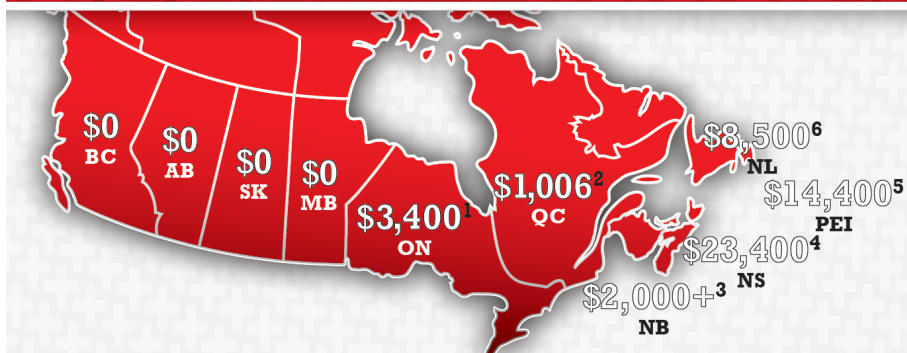 $0
BC
$0
AB
$0
SK
$0
MB
$3,400¹
ON
$1,006²
QC
$8,500⁶
NL
$14,400⁵
PEI
$23,400⁴
NS
$2,000+³
NB